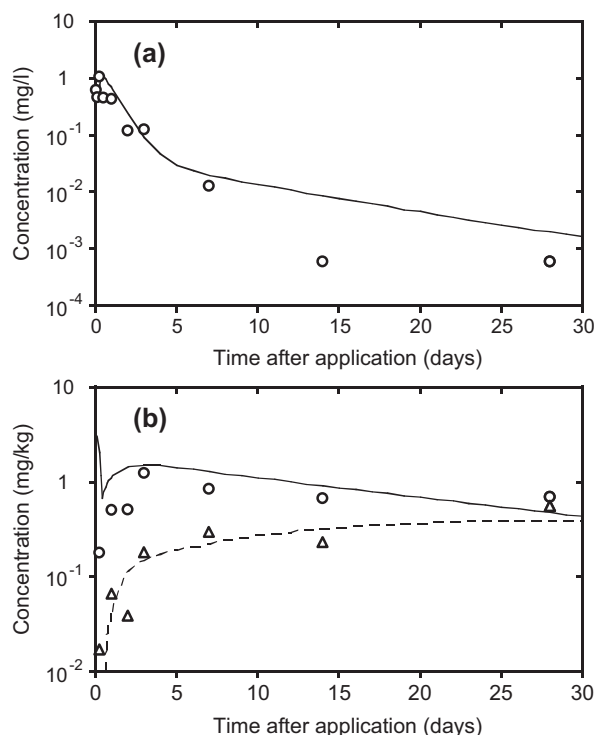 10
(a)
1
10-1
10-2
10-3
10-4
Concentration (mg/l)
0 5 10 15 20 25 30
Time after application (days)
10
(b)
1
10-1
10-2
Concentration (mg/kg)
0 5 10 15 20 25 30
Time after application (days)